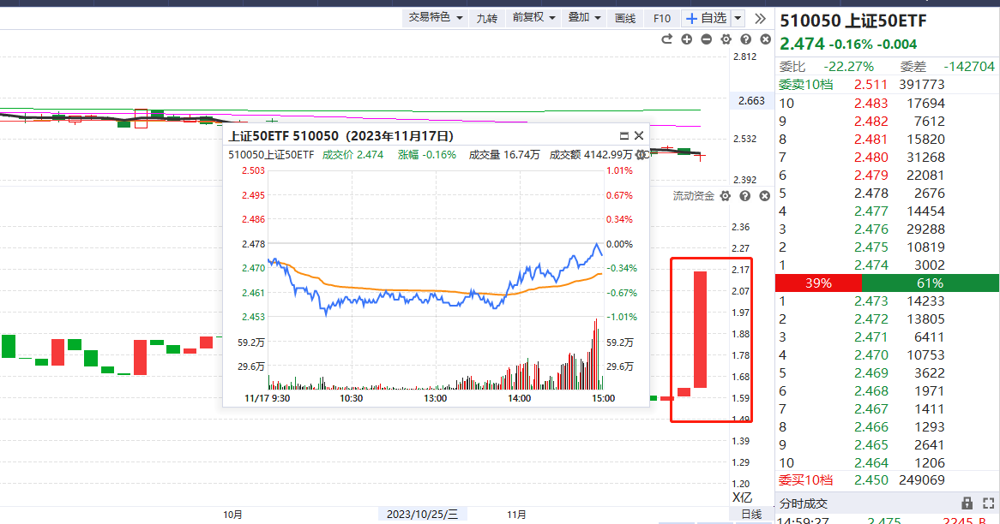 交易特色 九转 前复权 叠加 画线 F10 自选
2.812
2.663
2.532
2.392
流动资金
2.36
2.27
2.17
2.07
1.97
1.88
1.78
1.68
1.59
1.49
1.39
1.29
1.20
X亿
10月 2023/10/25/三 11月 日线
上证50ETF 510050（2023年11月17日）
510050上证50ETF 成交价 2.474 涨幅 -0.16% 成交量 16.74万 成交额 4142.99万
2.503 1.01%
2.495 0.67%
2.486 0.34%
2.478 0.00%
2.470 -0.34%
2.461 -0.67%
2.453 -1.01%
59.2万 59.2万
29.6万 29.6万
11/17 9:30 10:30 13:00 14:00 15:00
510050 上证50ETF
2.474 -0.16% -0.004
委比 -22.27% 委差 -142704
委卖10档 2.511 391773
10 2.483 17694
9 2.482 7612
8 2.481 15820
7 2.480 31268
6 2.479 22081
5 2.478 2676
4 2.477 14454
3 2.476 29288
2 2.475 10819
1 2.474 3002
39% 61%
1 2.473 14233
2 2.472 13805
3 2.471 6411
4 2.470 10753
5 2.469 3622
6 2.468 1971
7 2.467 1411
8 2.466 1293
9 2.465 2641
10 2.464 1206
委买10档 2.450 249069
分时成交
14:59:27 2.475 2245 B